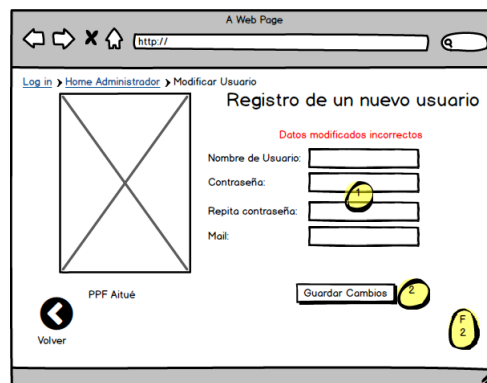 A Web Page
http://
Log in > Home Administrador > Modificar Usuario
Registro de un nuevo usuario
Datos modificados incorrectos
Nombre de Usuario:
Contraseña:
1
Repita contraseña:
Mail:
PPF Aitué
Guardar Cambios
2
Volver
F
2